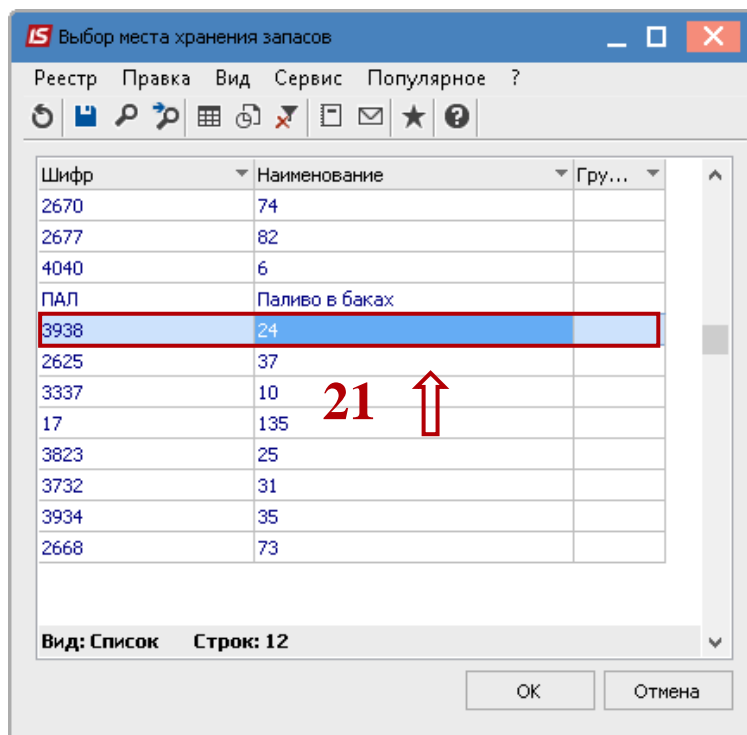 IS Выбор места хранения запасов
Реестр Правка Вид Сервис Популярное ?
Шифр Наименование Гру...
2670 74
2677 82
4040 6
ПАЛ Паливо в баках
3938 24
2625 37
3337 10
21
17 135
3823 25
3732 31
3934 35
2668 73
Вид: Список Строк: 12
ОК Отмена